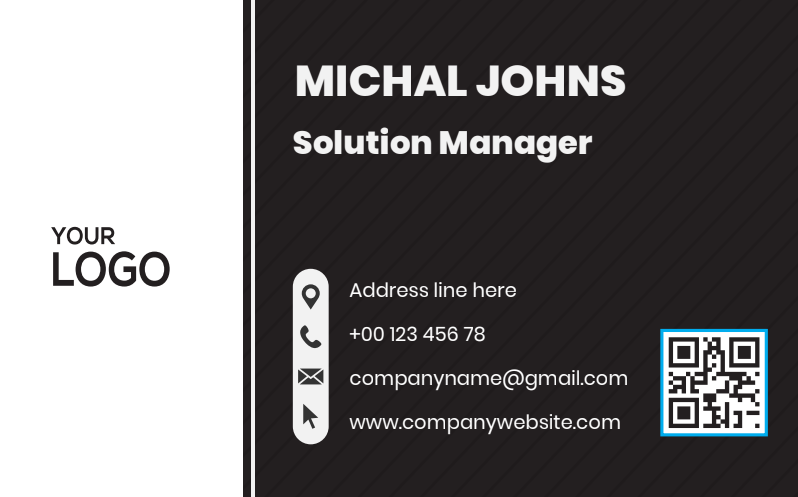 MICHAL JOHNS
Solution Manager
YOUR
LOGO
Address line here
+00 123 456 78
companyname@gmail.com
www.companywebsite.com